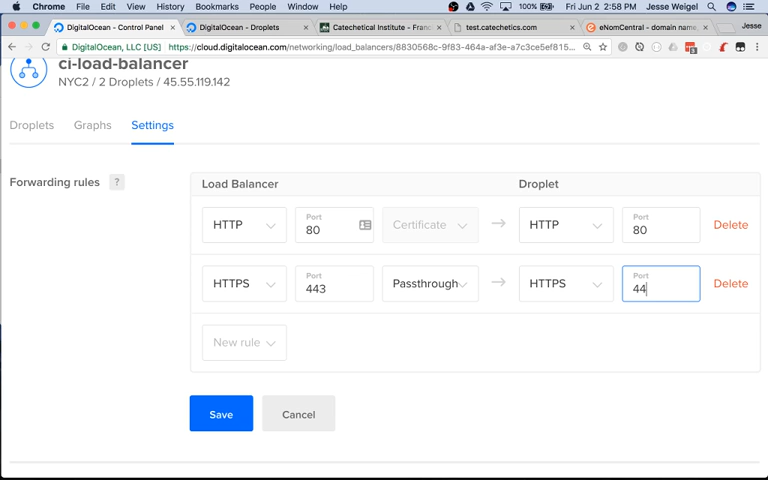 Chrome File Edit View History Bookmarks People Window Help 100% Fri Jun 2 2:58 PM Jesse Weigel
DigitalOcean - Control Panel DigitalOcean - Droplets Catechetical Institute - Franc test.catechetics.com eNomCentral - domain name, Jesse
DigitalOcean, LLC [US] https://cloud.digitalocean.com/networking/load_balancers/8830568c-9f83-464a-af3e-a7c3ce5ef815...
ci-load-balancer
NYC2 / 2 Droplets / 45.55.119.142
Droplets Graphs Settings
Forwarding rules ?
Load Balancer Droplet
HTTP Port 80 Certificate HTTP Port 80 Delete
HTTPS Port 443 Passthrough HTTPS Port 44 Delete
New rule
Save Cancel